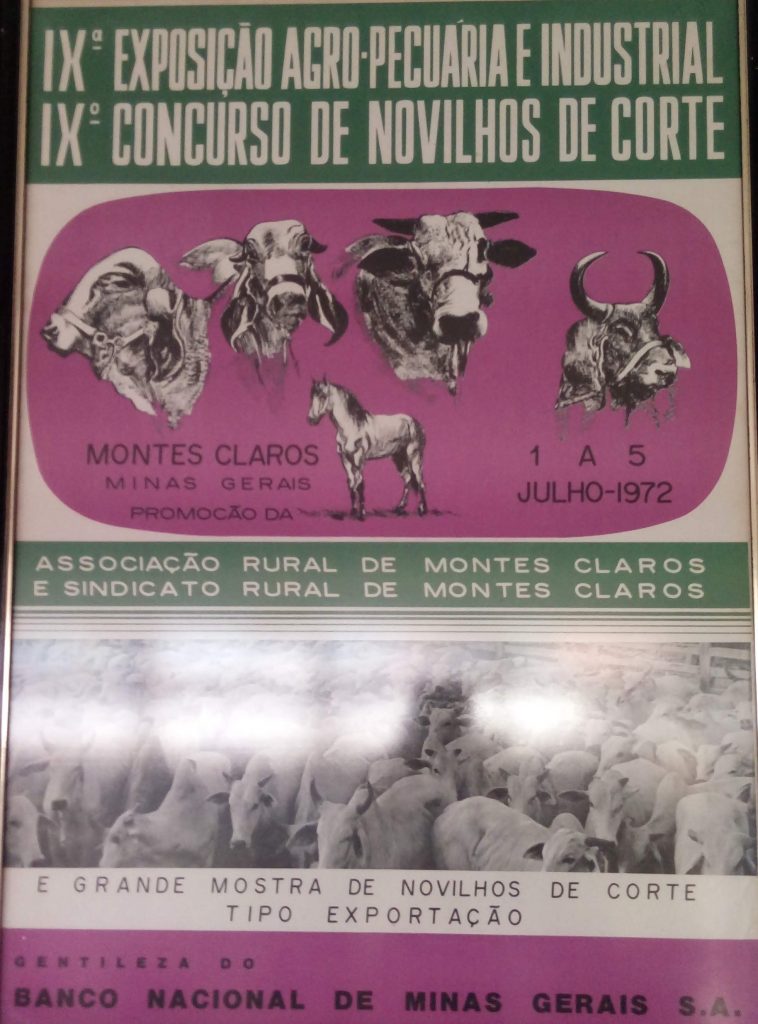 IXª EXPOSIÇÃO AGRO-PECUÁRIA E INDUSTRIAL
IXº CONCURSO DE NOVILHOS DE CORTE
MONTES CLAROS
MINAS GERAIS
PROMOCÃO DA
1 A 5
JULHO-1972
ASSOCIAÇÃO RURAL DE MONTES CLAROS
E SINDICATO RURAL DE MONTES CLAROS
E GRANDE MOSTRA DE NOVILHOS DE CORTE
TIPO EXPORTAÇÃO
GENTILEZA DO
BANCO NACIONAL DE MINAS GERAIS S.A.